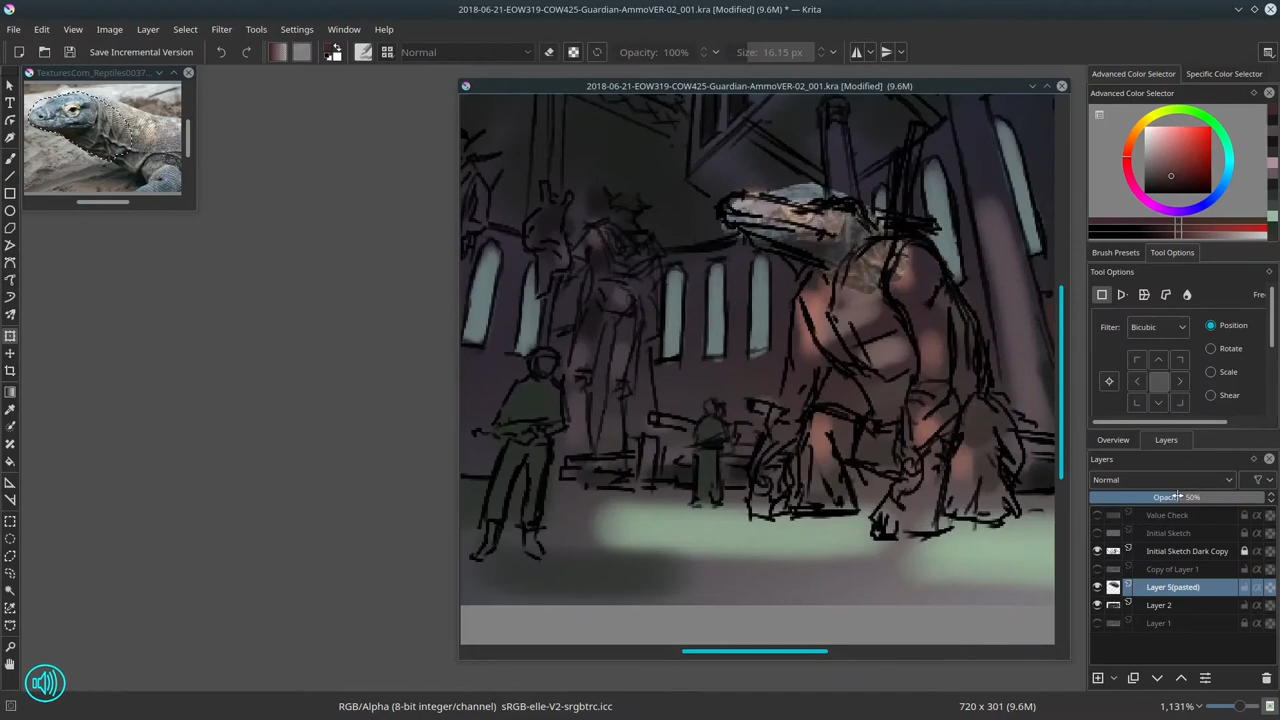 2018-06-21-EOW319-COW425-Guardian-AmmoVER-02_001.kra [Modified] (9.6M) * — Krita
File Edit View Image Layer Select Filter Tools Settings Window Help
Save Incremental Version Normal Opacity: 100% Size: 16.15 px
TexturesCom_Reptiles0037...
2018-06-21-EOW319-COW425-Guardian-AmmoVER-02_001.kra [Modified] (9.6M)
Advanced Color Selector Specific Color Selector
Advanced Color Selector
Brush Presets Tool Options
Tool Options
Fre
Filter: Bicubic Position
Rotate
Scale
Shear
Overview Layers
Layers
Normal
Opacity: 50%
Value Check
Initial Sketch
Initial Sketch Dark Copy
Copy of Layer 1
Layer 5(pasted)
Layer 2
Layer 1
RGB/Alpha (8-bit integer/channel) sRGB-elle-V2-srgbtrc.icc 720 x 301 (9.6M) 1,131%